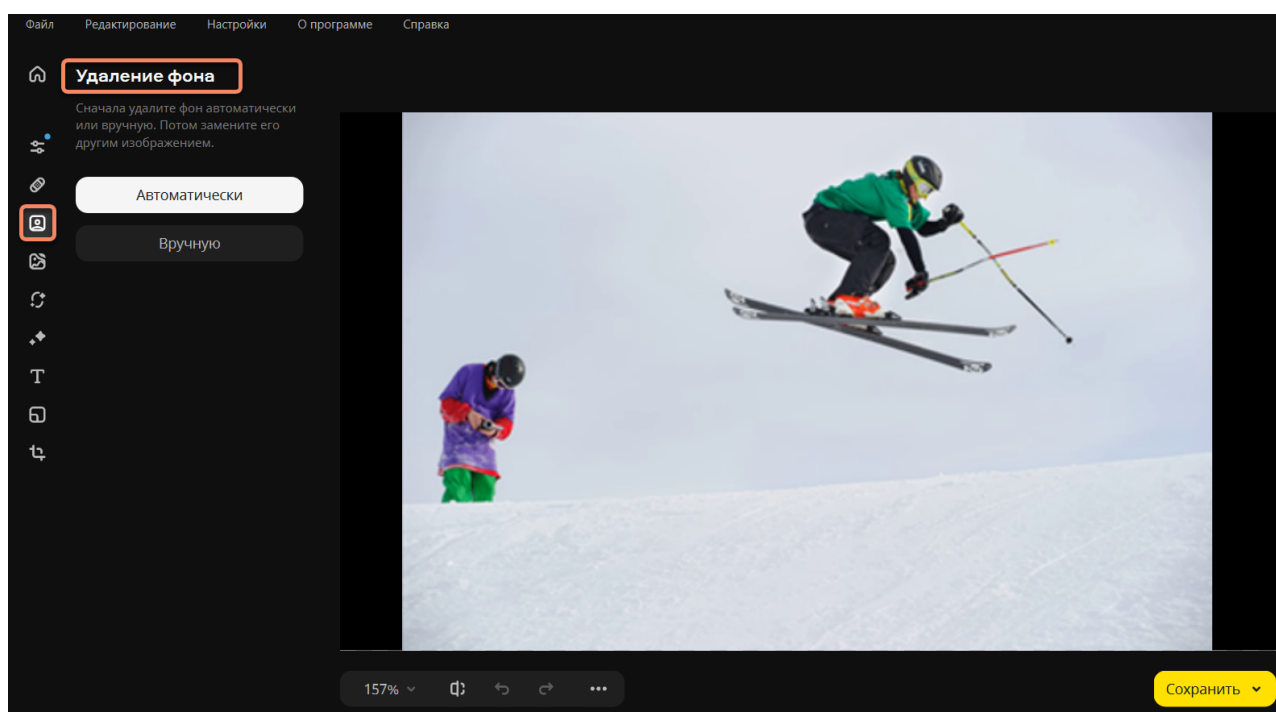 Файл Редактирование Настройки О программе Справка
Удаление фона
Сначала удалите фон автоматически
или вручную. Потом замените его
другим изображением.
Автоматически
Вручную
157%
Сохранить